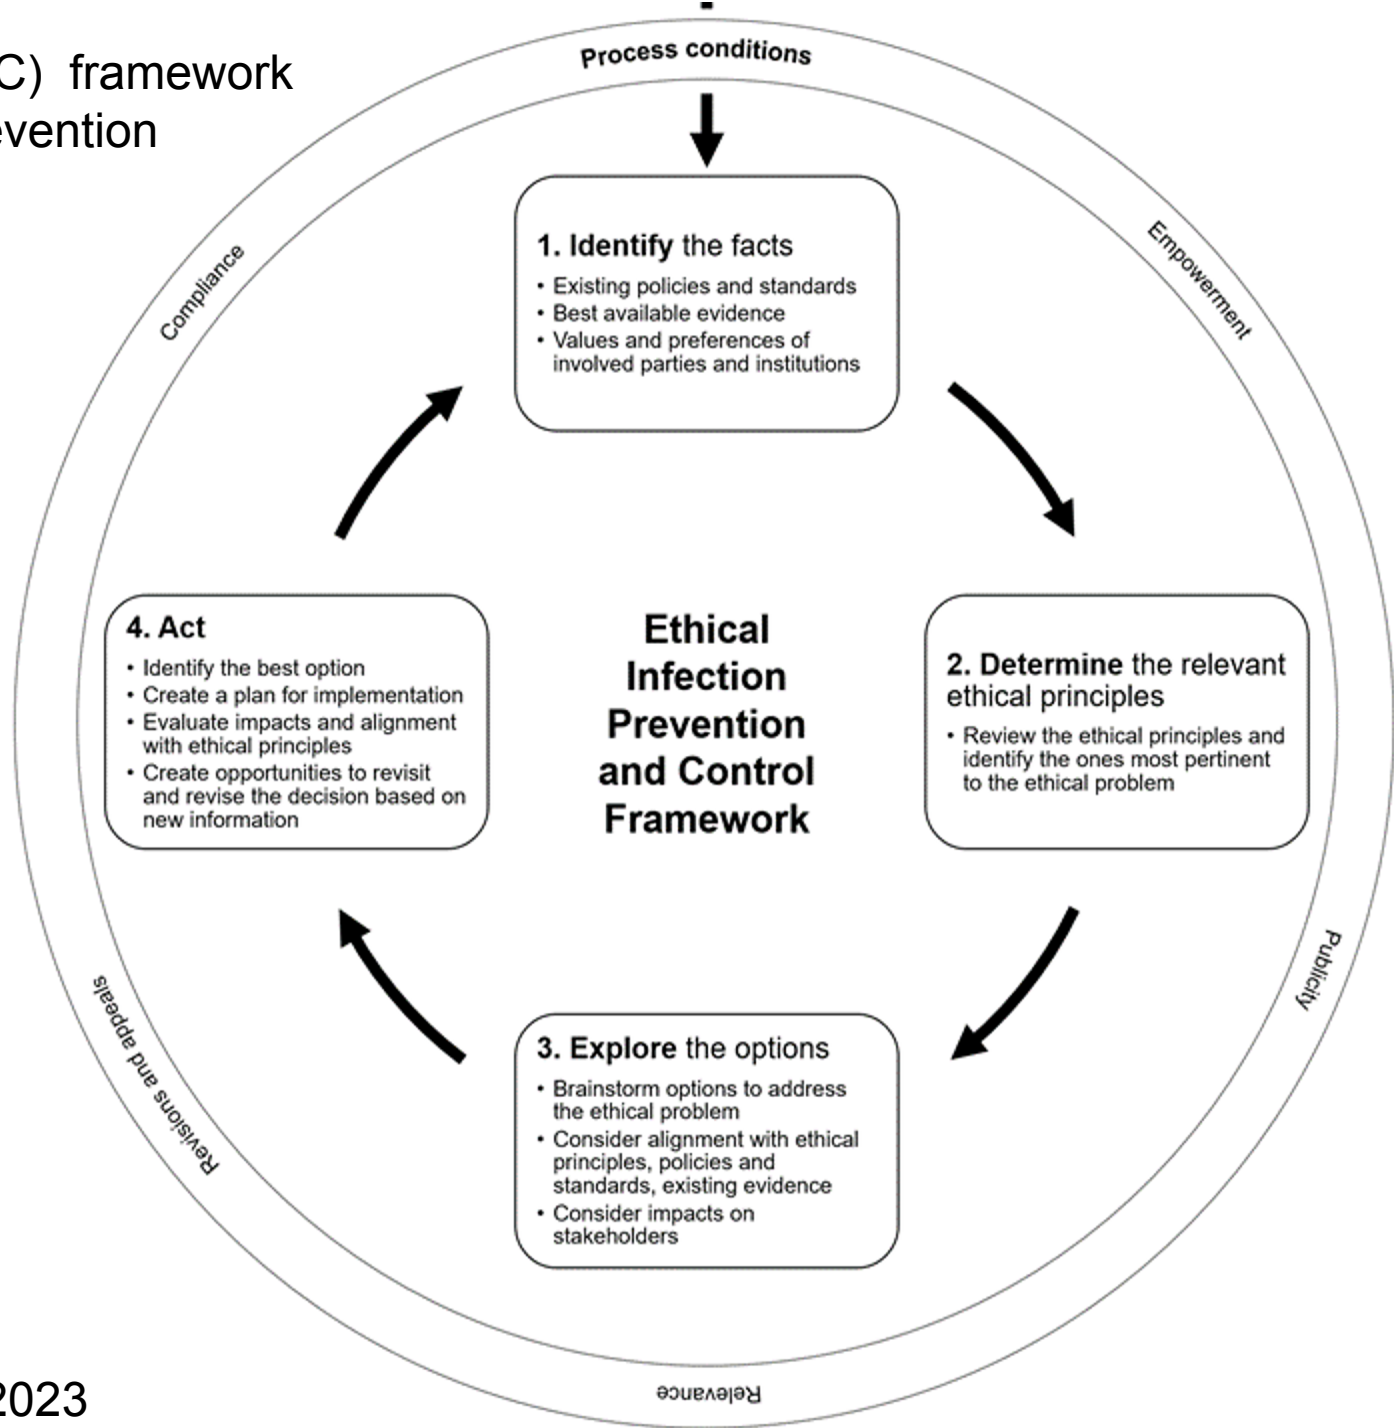 C) framework
evention
Process conditions
Compliance
Empowerment
1. Identify the facts
• Existing policies and standards
• Best available evidence
• Values and preferences of
involved parties and institutions
4. Act
• Identify the best option
• Create a plan for implementation
• Evaluate impacts and alignment
with ethical principles
• Create opportunities to revisit
and revise the decision based on
new information
Ethical
Infection
Prevention
and Control
Framework
2. Determine the relevant
ethical principles
• Review the ethical principles and
identify the ones most pertinent
to the ethical problem
Publicity
Revisions and appeals
3. Explore the options
• Brainstorm options to address
the ethical problem
• Consider alignment with ethical
principles, policies and
standards, existing evidence
• Consider impacts on
stakeholders
Relevance
2023